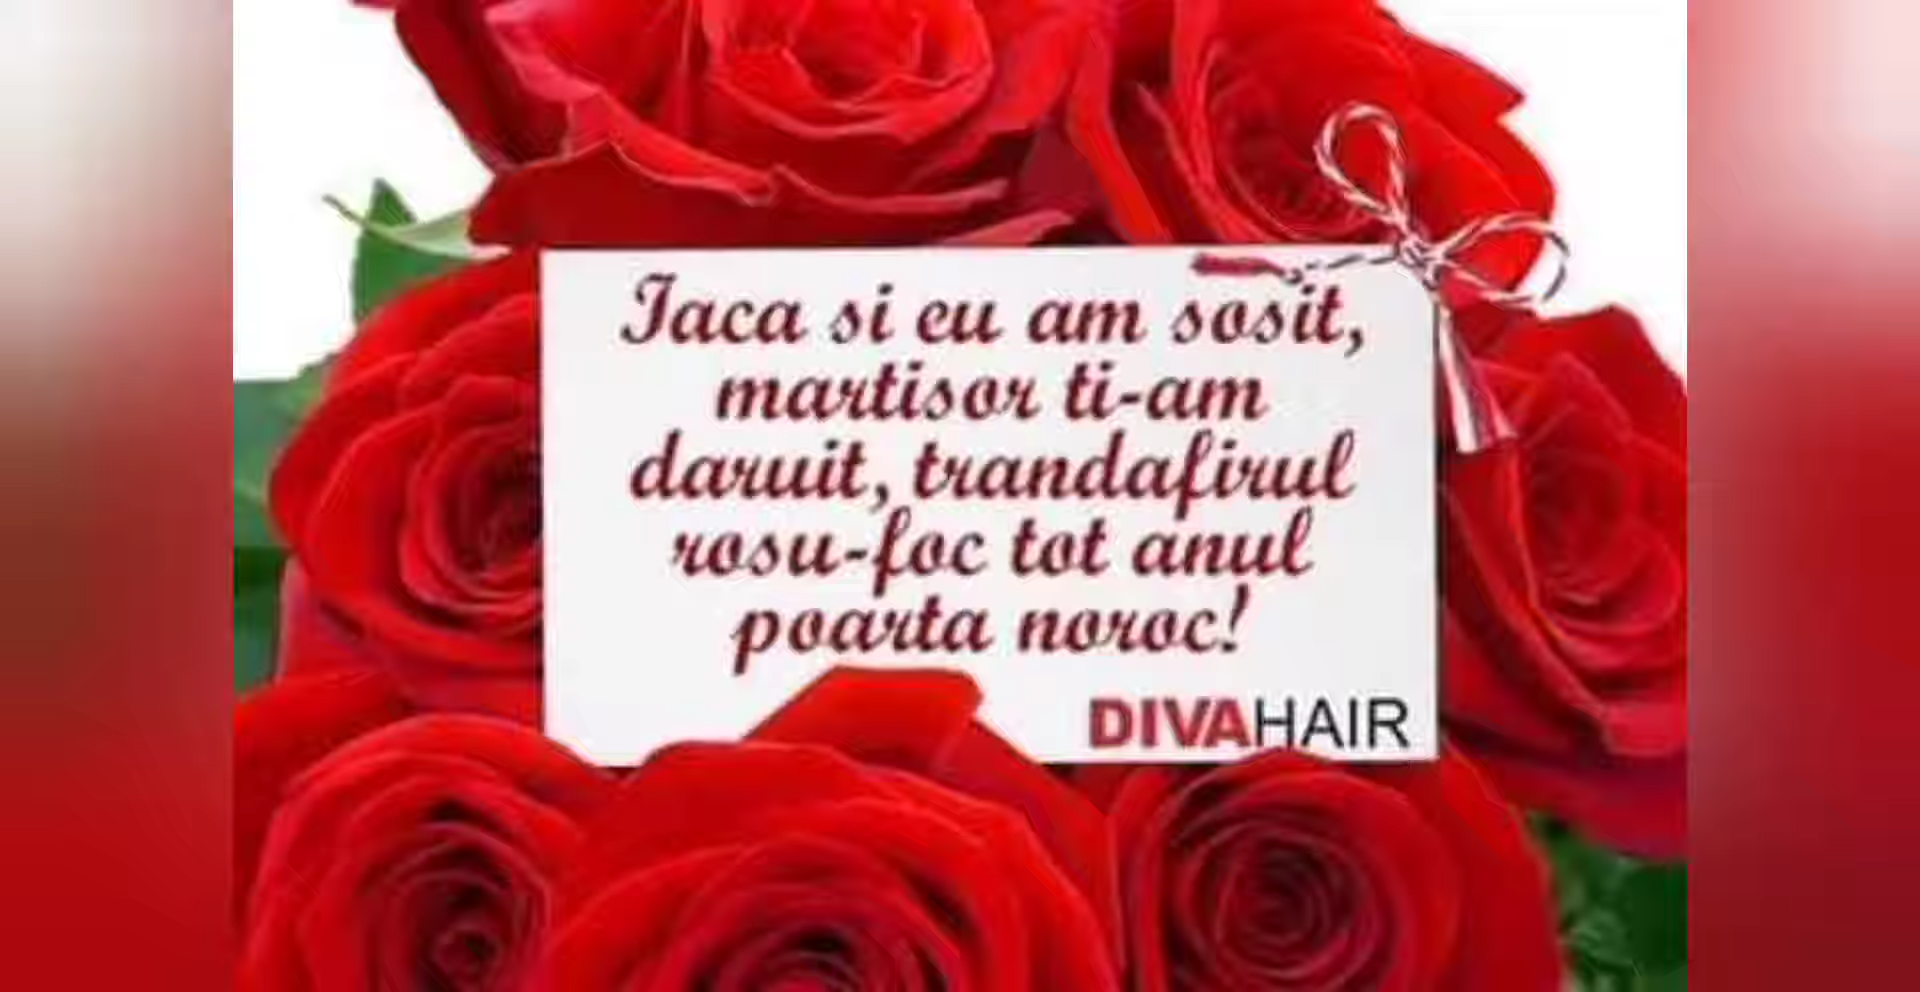 Iaca si eu am sosit,
martisor ti-am
daruit, trandafirul
rosu-foc tot anul
poarta noroc!
DIVAHAIR